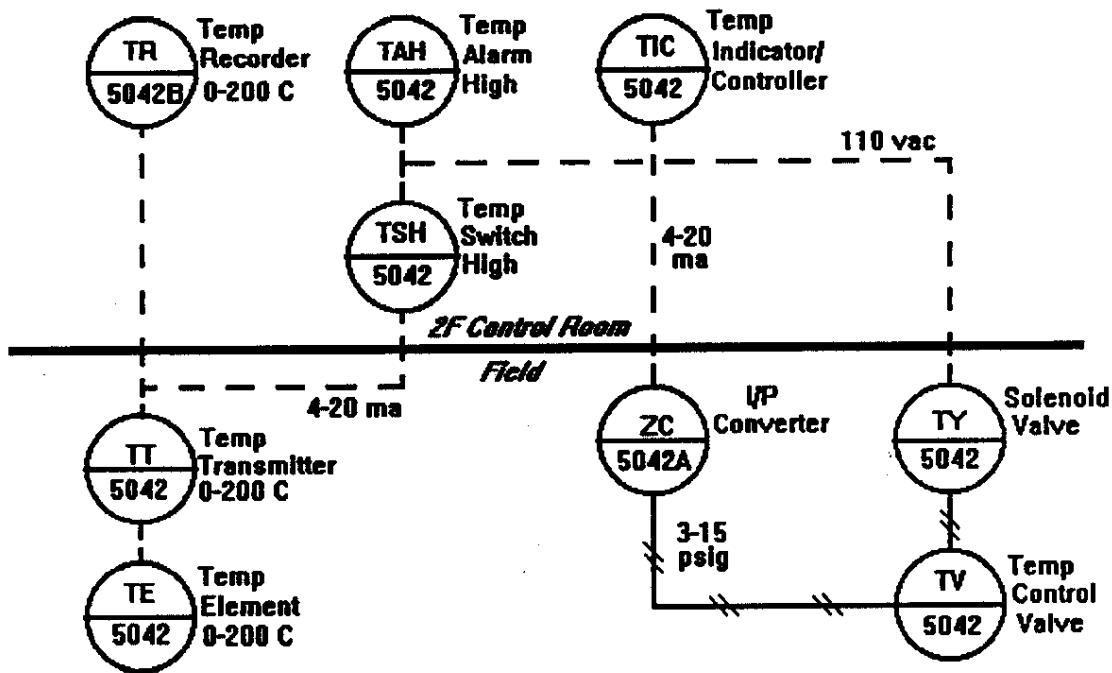 TR
5042B
Temp
Recorder
0-200 C
TAH
5042
Temp
Alarm
High
TIC
5042
Temp
Indicator/
Controller
110 vac
TSH
5042
Temp
Switch
High
4-20
ma
2F Control Room
Field
4-20 ma
TT
5042
Temp
Transmitter
0-200 C
ZC
5042A
I/P
Converter
TY
5042
Solenoid
Valve
3-15
psig
TE
5042
Temp
Element
0-200 C
TV
5042
Temp
Control
Valve